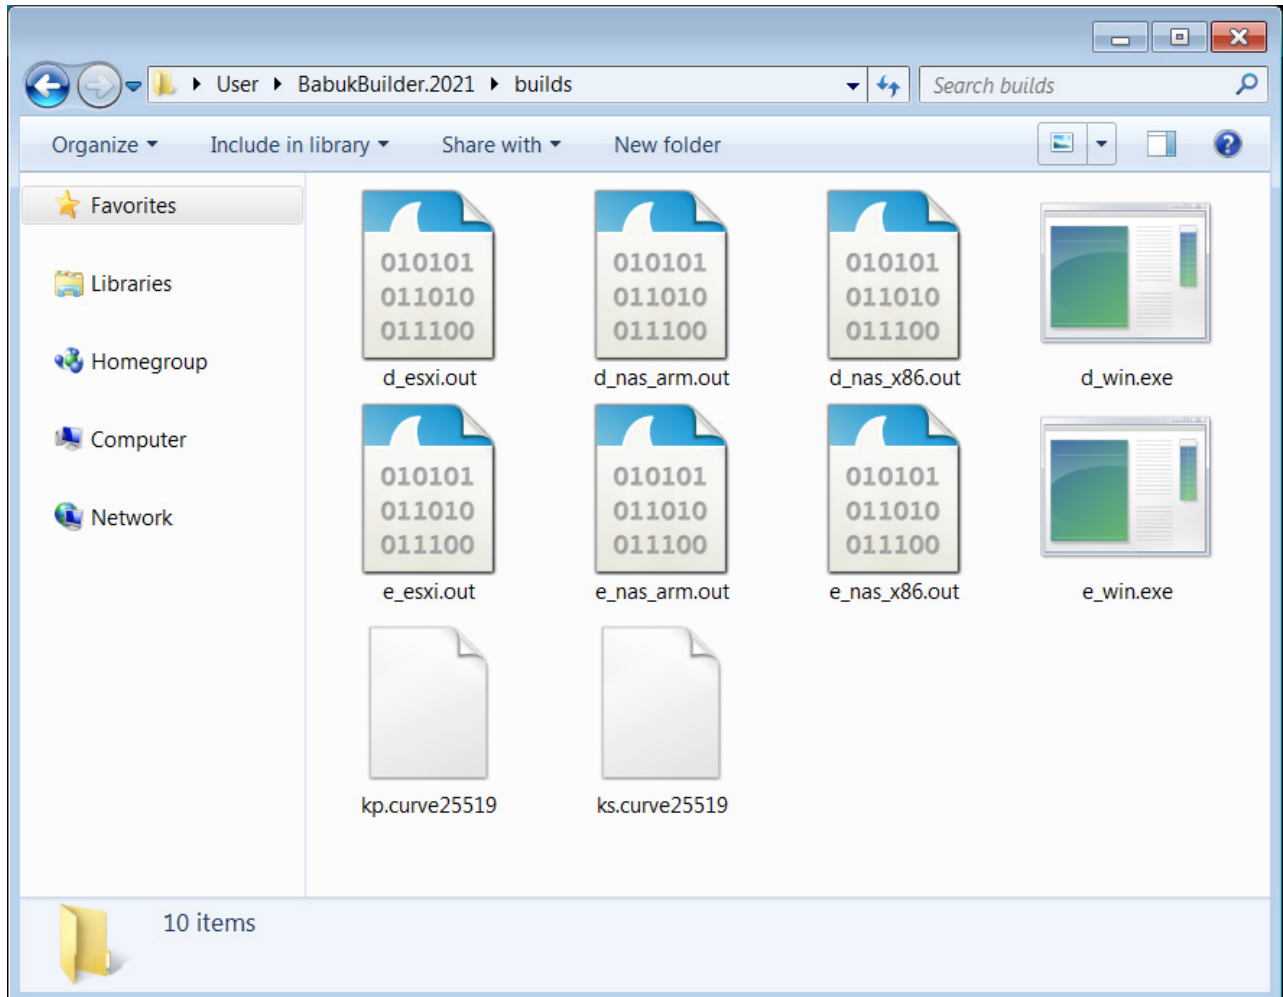 User ▸ BabukBuilder.2021 ▸ builds
Search builds
Organize
Include in library
Share with
New folder
Favorites
Libraries
Homegroup
Computer
Network
010101 010101 010101
011010 011010 011010
011100 011100 011100
d_esxi.out d_nas_arm.out d_nas_x86.out d_win.exe
010101 010101 010101
011010 011010 011010
011100 011100 011100
e_esxi.out e_nas_arm.out e_nas_x86.out e_win.exe
kp.curve25519 ks.curve25519
10 items